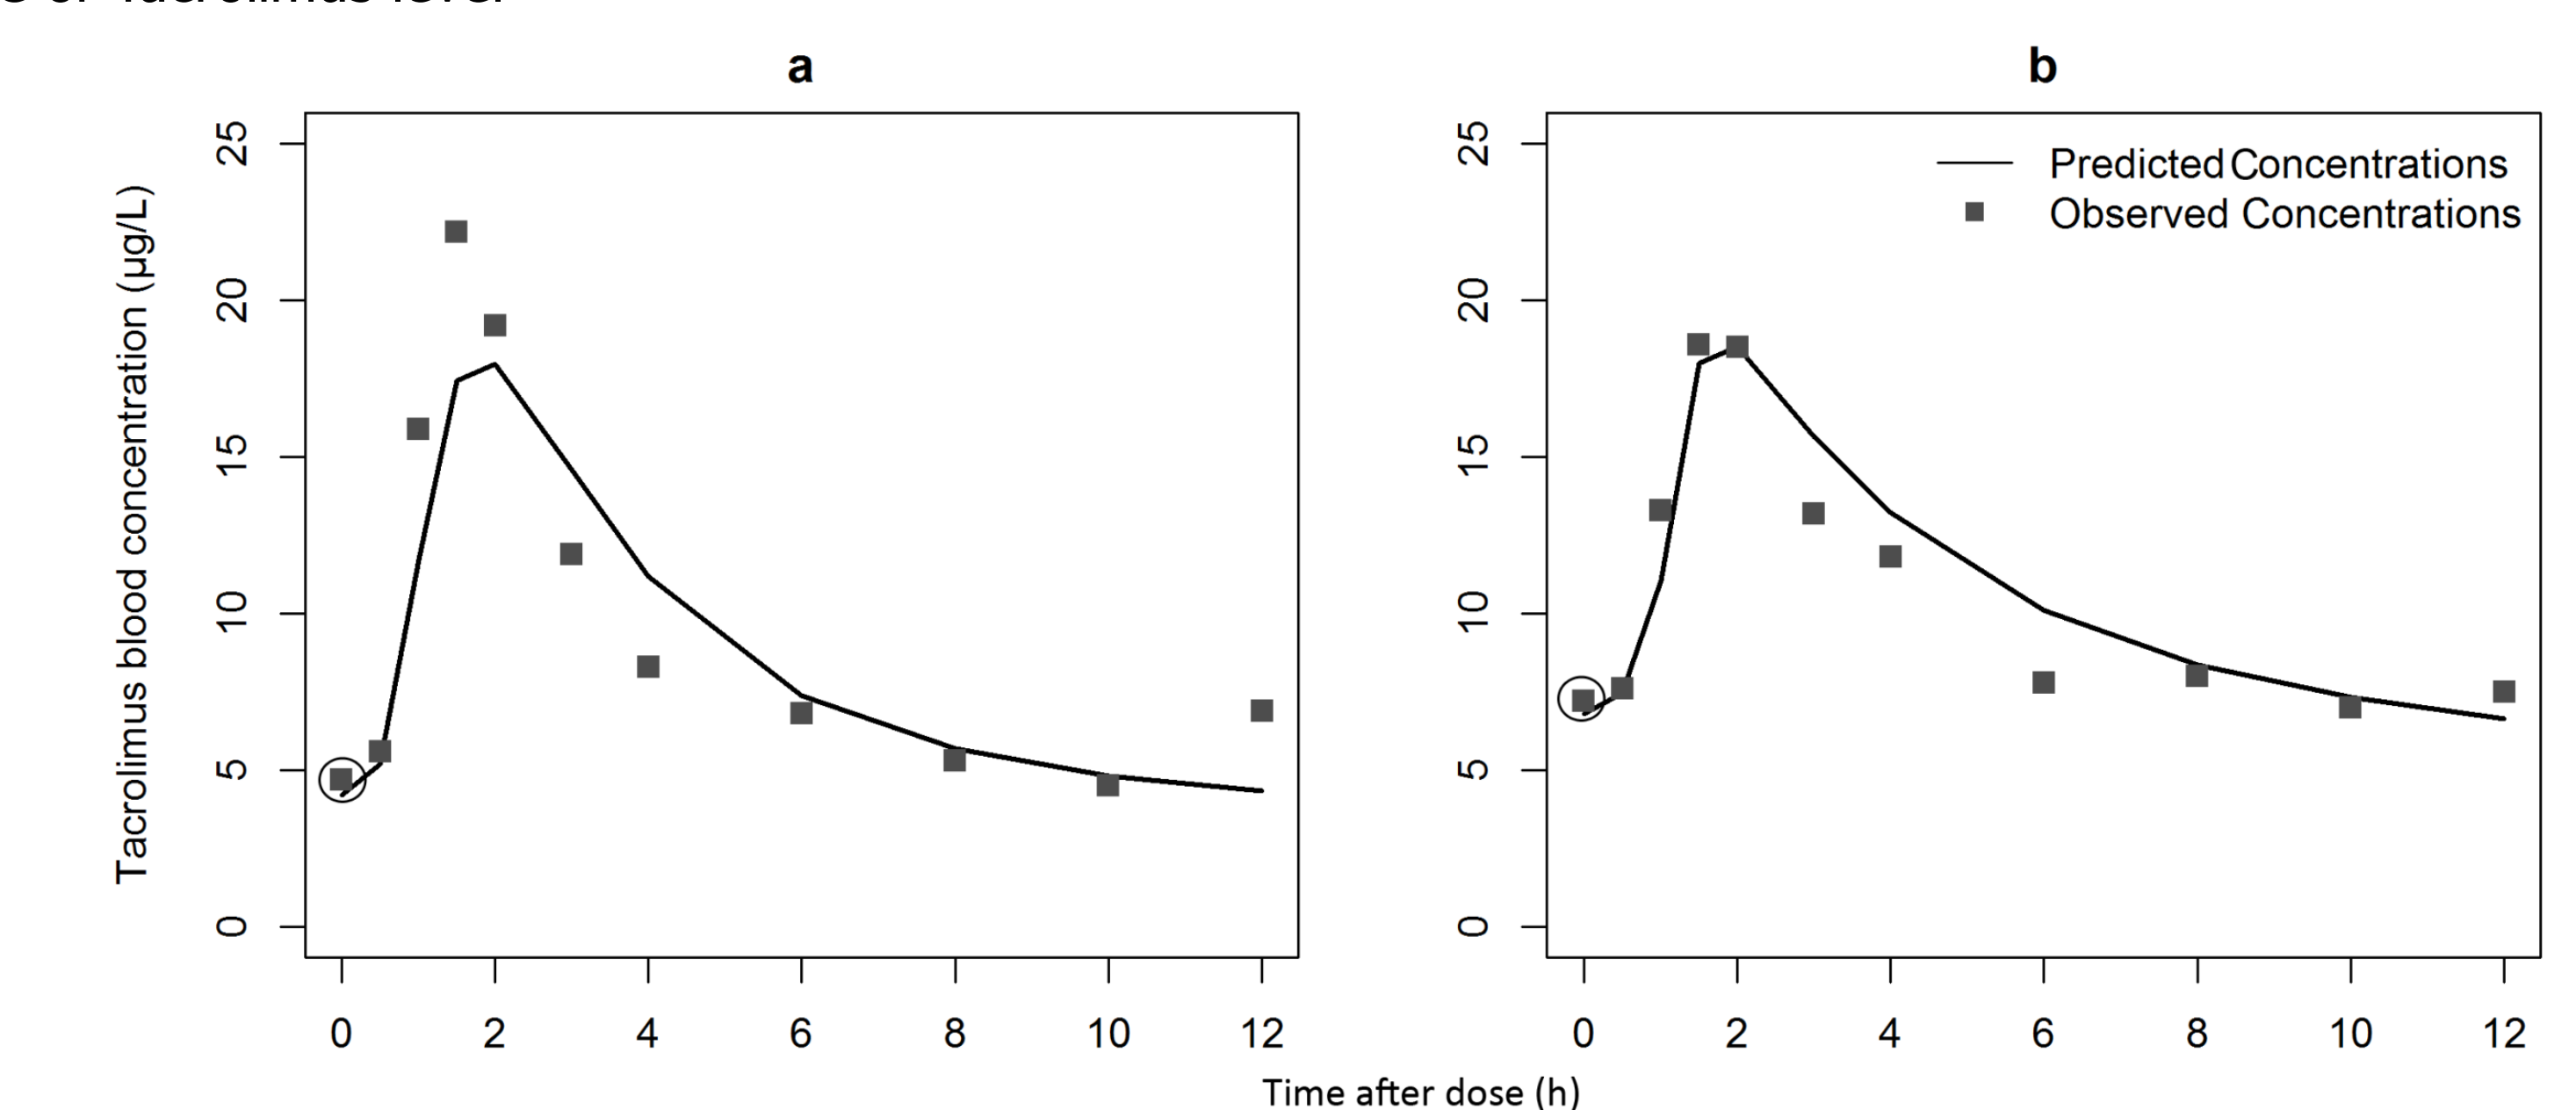 a
b
25
20
15
10
5
0
Tacrolimus blood concentration (µg/L)
25
20
15
10
5
0
Predicted Concentrations
Observed Concentrations
0 2 4 6 8 10 12
0 2 4 6 8 10 12
Time after dose (h)